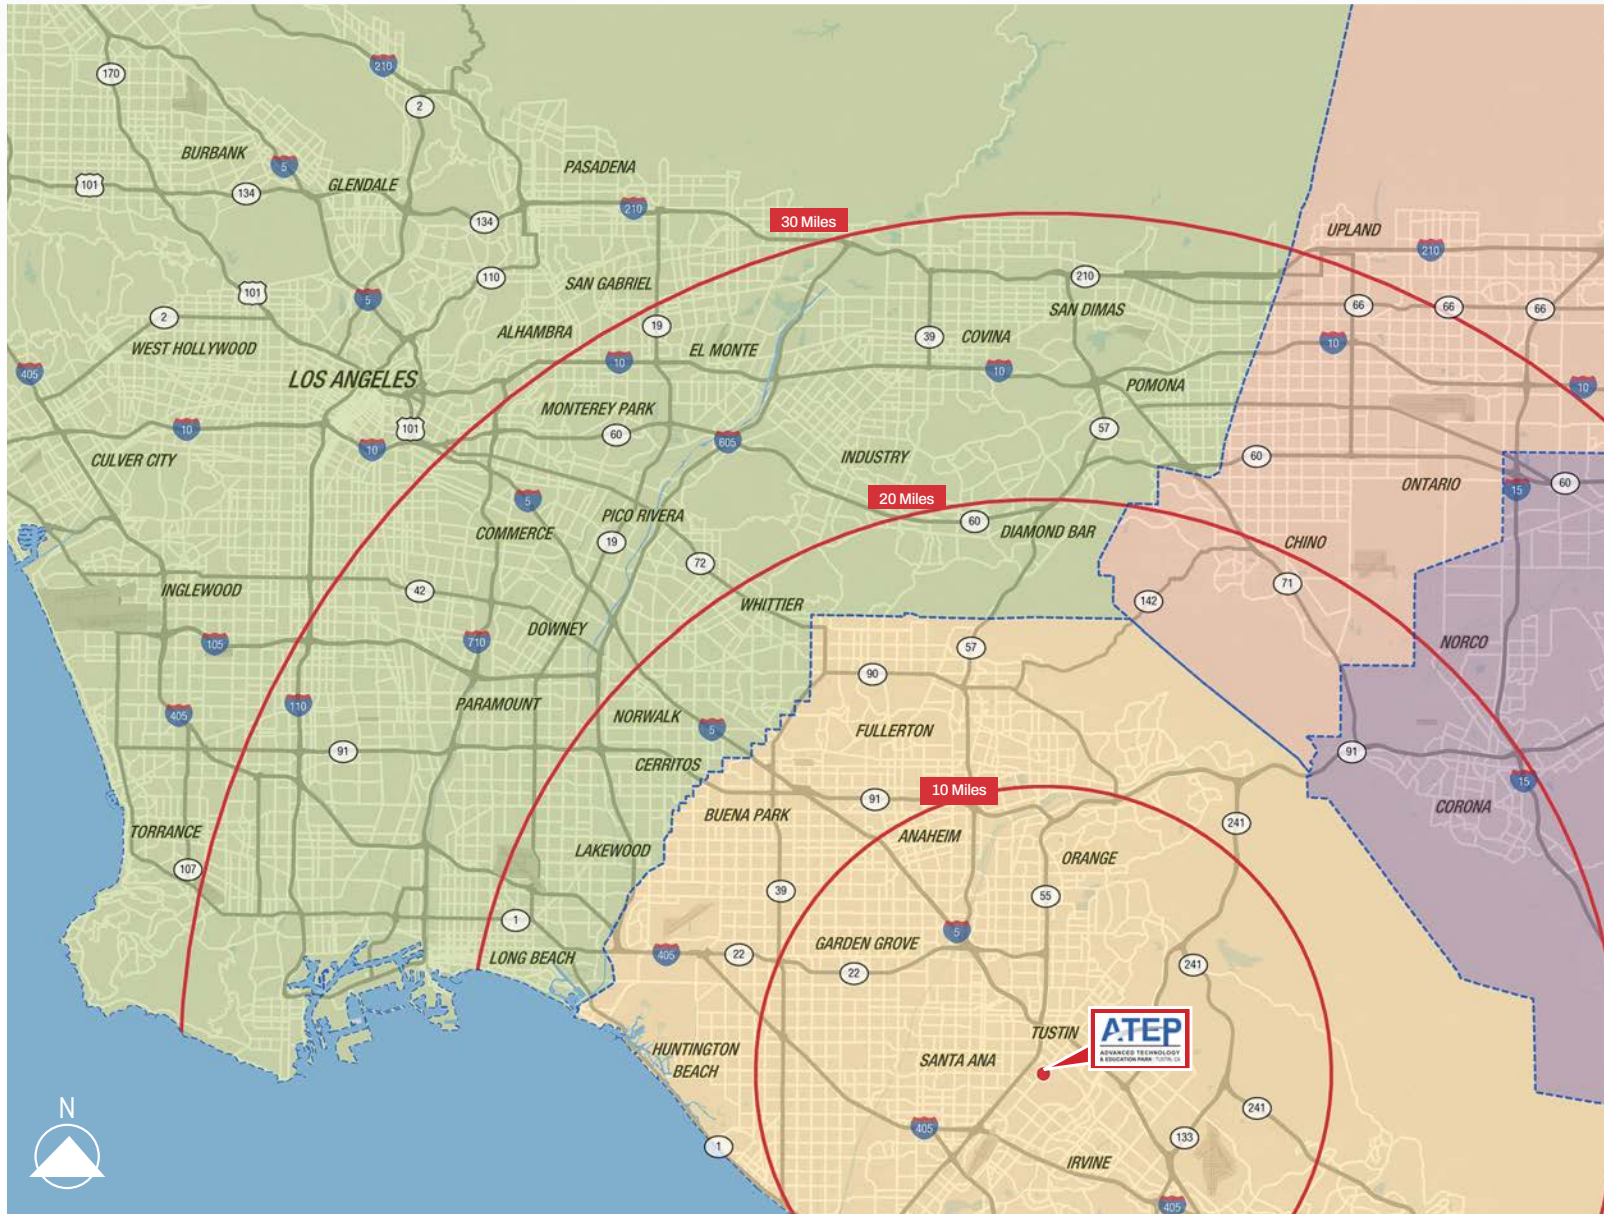 170
210
2
BURBANK
5
PASADENA
101
134
GLENDALE
210
134
30 Miles
UPLAND
210
110
SAN GABRIEL
210
101
5
SAN DIMAS
66
66
66
2
19
ALHAMBRA
39
COVINA
WEST HOLLYWOOD
EL MONTE
10
10
405
LOS ANGELES
10
POMONA
10
MONTEREY PARK
10
101
60
605
57
10
CULVER CITY
INDUSTRY
60
ONTARIO
15
60
5
20 Miles
PICO RIVERA
COMMERCE
60
DIAMOND BAR
19
CHINO
72
71
INGLEWOOD
42
WHITTIER
142
DOWNEY
105
710
57
NORCO
90
PARAMOUNT
110
405
NORWALK
5
FULLERTON
91
91
CERRITOS
15
10 Miles
91
BUENA PARK
CORONA
TORRANCE
ANAHEIM
241
LAKEWOOD
ORANGE
107
39
55
1
5
GARDEN GROVE
LONG BEACH
405
22
22
241
TUSTIN
ATEP
ADVANCED TECHNOLOGY
& EDUCATION PARK · TUSTIN, CA
HUNTINGTON
BEACH
SANTA ANA
N
405
241
1
133
IRVINE
405